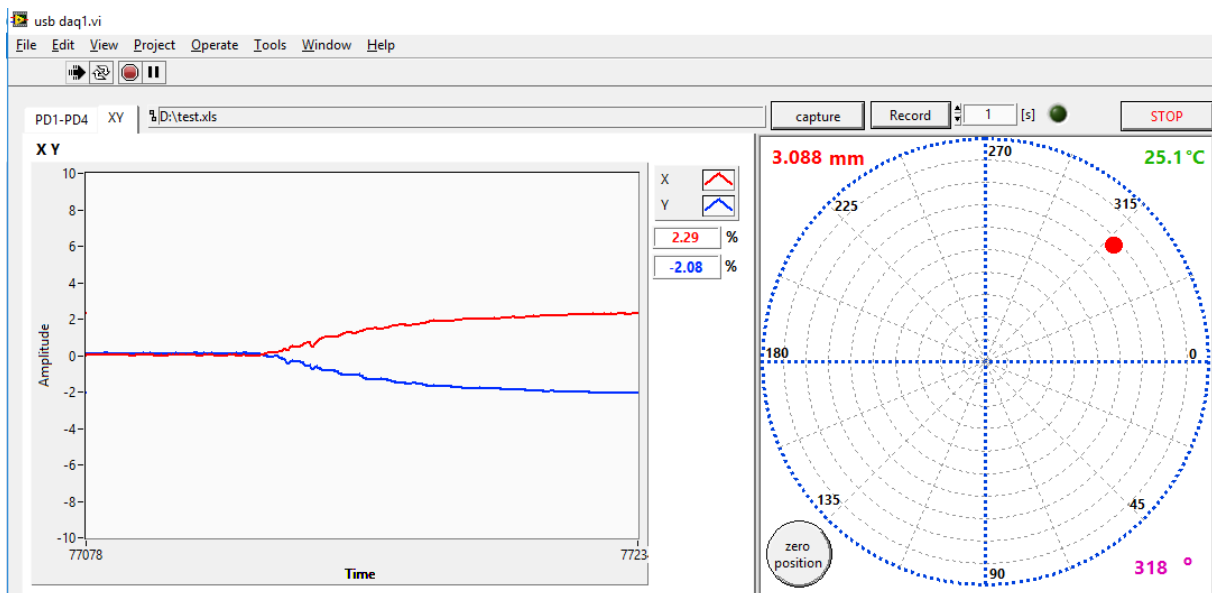 usb daq1.vi
File Edit View Project Operate Tools Window Help
PD1-PD4 XY D:\test.xls capture Record 1 [s] STOP
X Y
10
8
6
4
2
0
-2
-4
-6
-8
-10
Amplitude
77078 7723
Time
X
Y
2.29 %
-2.08 %
3.088 mm
25.1°C
270
225
315
180
0
135
45
90
zero
position
318 °